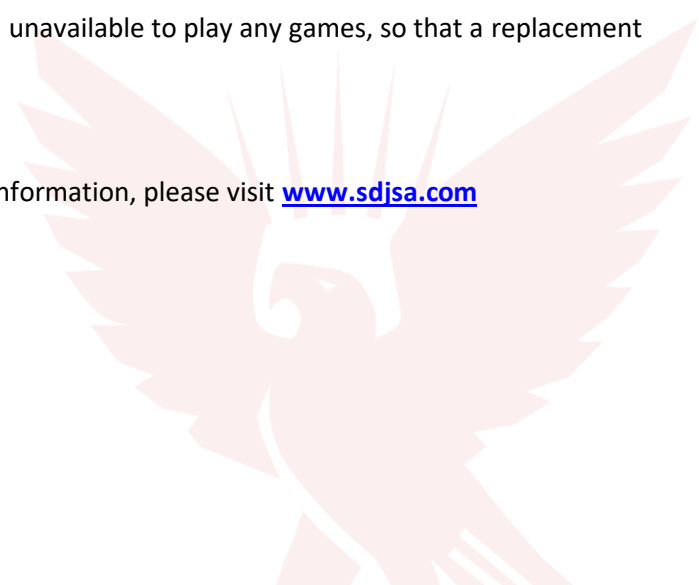 unavailable to play any games, so that a replacement
nformation, please visit www.sdjsa.com